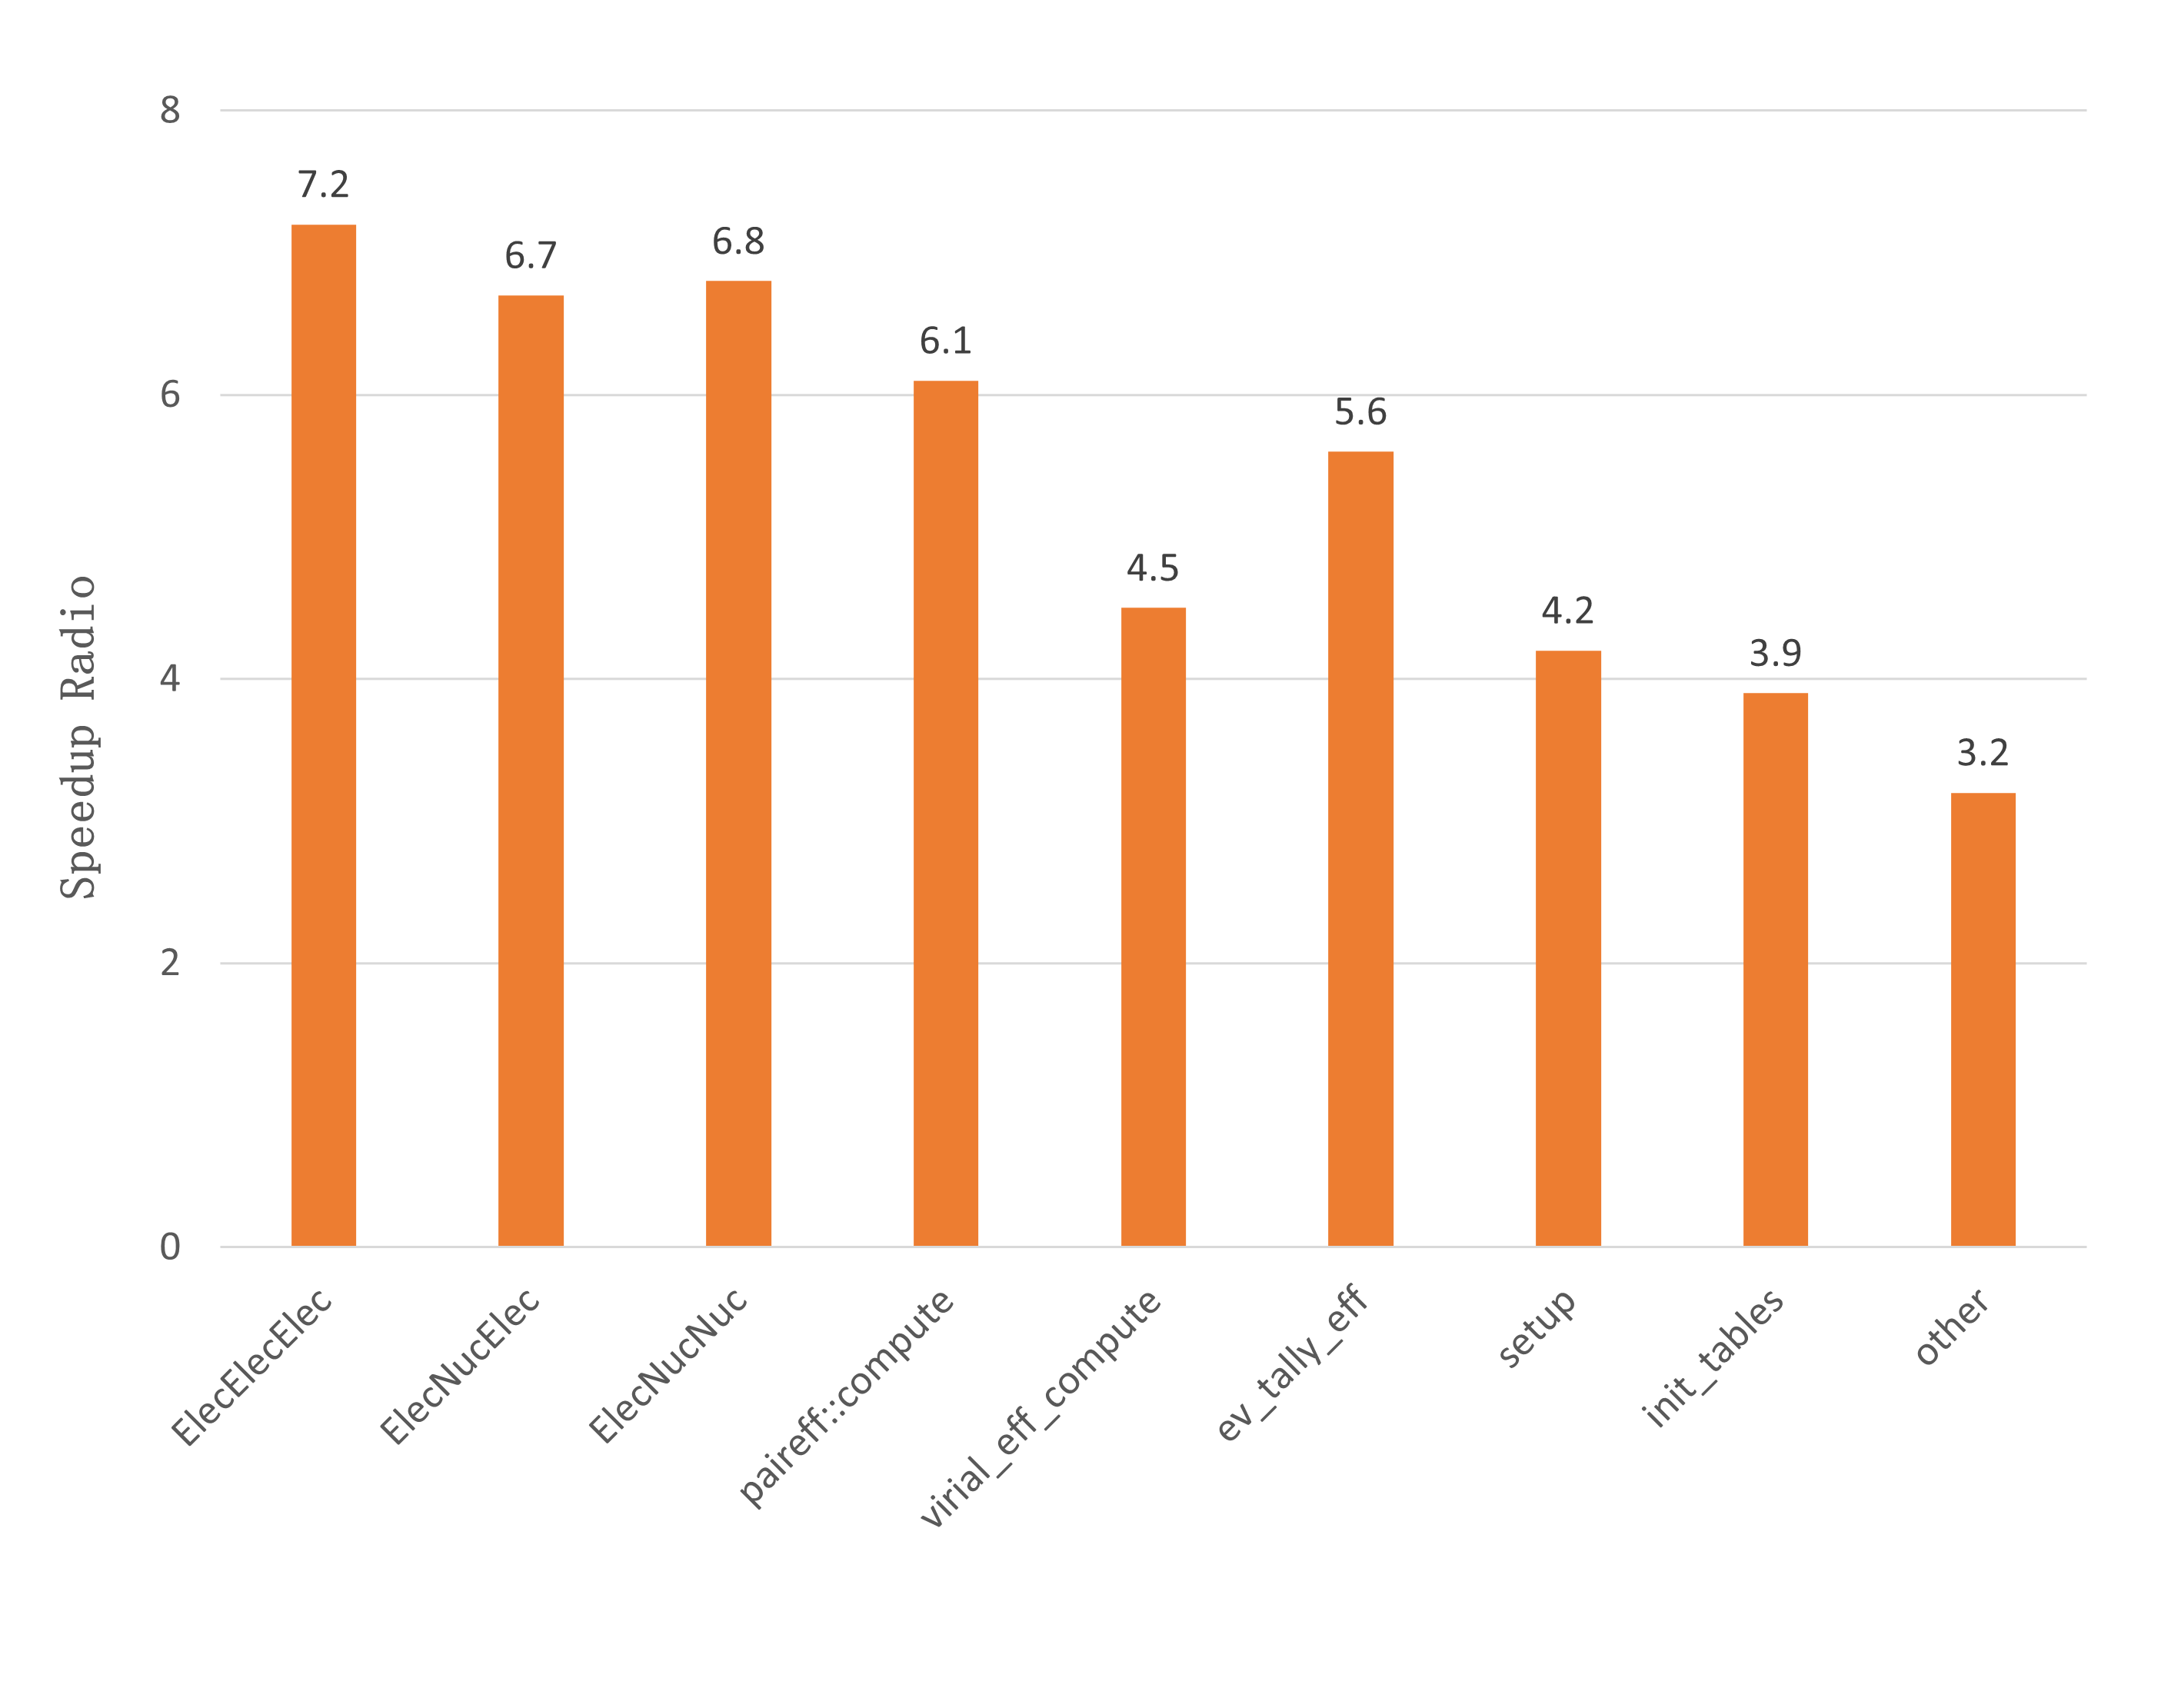 8
7.2
6.8
6.7
6.1
6
5.6
4.5
4.2
3.9
4
3.2
2
0
Speedup Radio
ElecElecElec
ElecNucElec
ElecNucNuc
paireff::compute
virial_eff_compute
ev_tally_eff
setup
init_tables
other